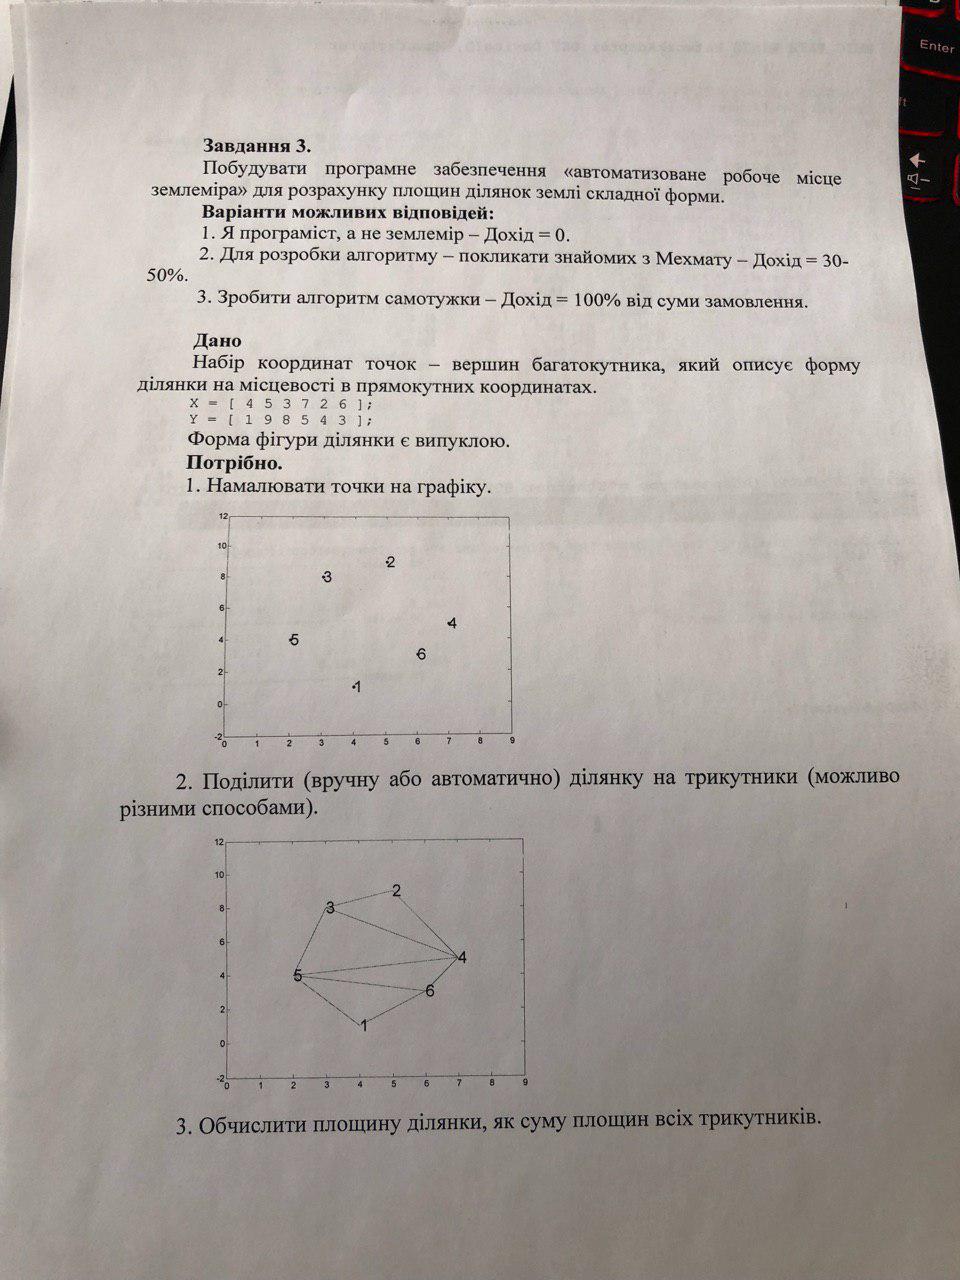 Enter
Завдання 3.
Побудувати програмне забезпечення «автоматизоване робоче місце
землеміра» для розрахунку площин ділянок землі складної форми.
Варіанти можливих відповідей:
1. Я програміст, а не землемір – Дохід = 0.
2. Для розробки алгоритму – покликати знайомих з Мехмату – Дохід = 30-
50%.
3. Зробити алгоритм самотужки – Дохід = 100% від суми замовлення.
Дано
Набір координат точок – вершин багатокутника, який описує форму
ділянки на місцевості в прямокутних координатах.
X = [ 4 5 3 7 2 6 ];
Y = [ 1 9 8 5 4 3 ];
Форма фігури ділянки є випуклою.
Потрібно.
1. Намалювати точки на графіку.
12
10
2
8
3
6
4
4
5
6
2
1
0
-2
0 1 2 3 4 5 6 7 8 9
2. Поділити (вручну або автоматично) ділянку на трикутники (можливо
різними способами).
12
10
2
8
3
6
4
4
5
6
2
1
0
-2
0 1 2 3 4 5 6 7 8 9
3. Обчислити площину ділянки, як суму площин всіх трикутників.